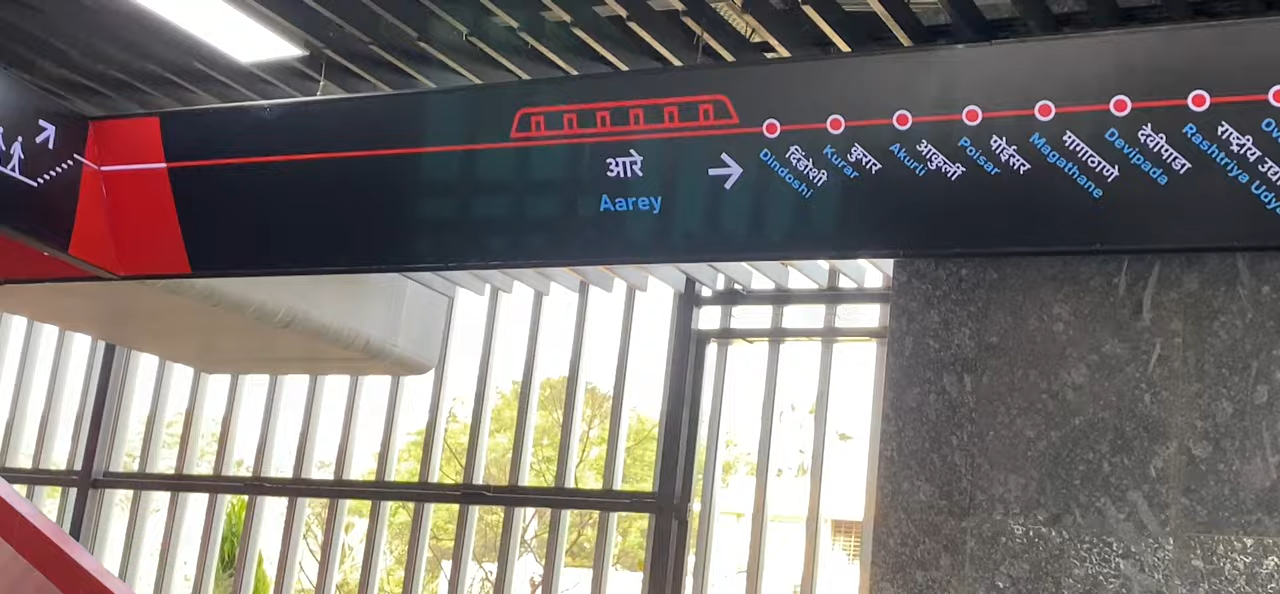 आरे
Aarey
दिंडोशी
Dindoshi
कुरार
Kurar
आकुर्ली
Akurli
पोईसर
Poisar
मागाठाणे
Magathane
देवीपाडा
Devipada
राष्ट्रीय
Rashtriya